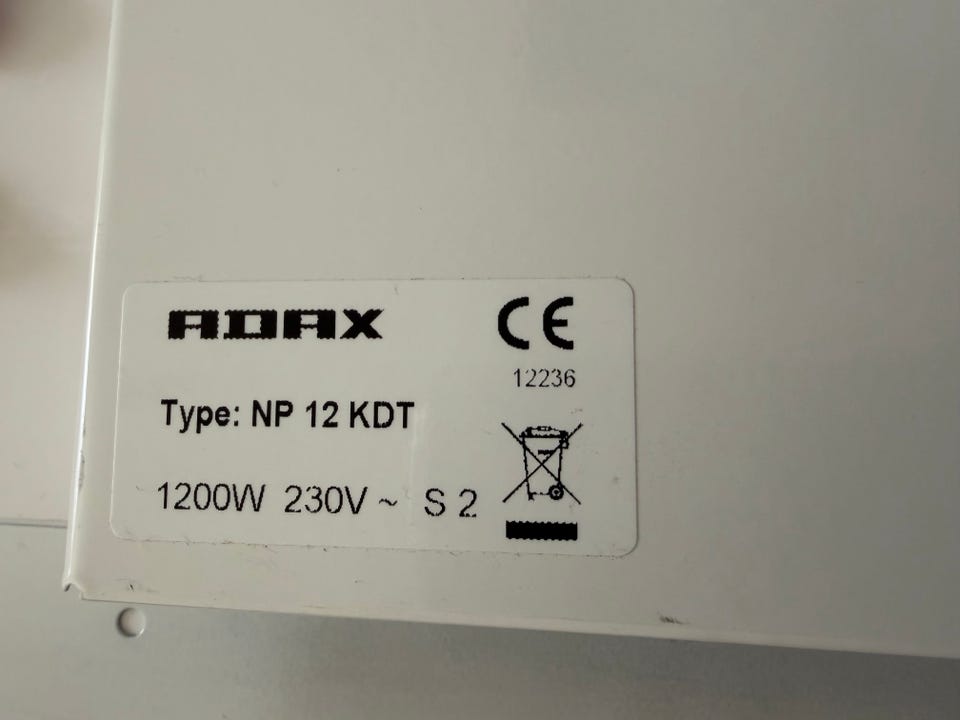 ADAX
CE
12236
Type: NP 12 KDT
1200W 230V ~ S 2